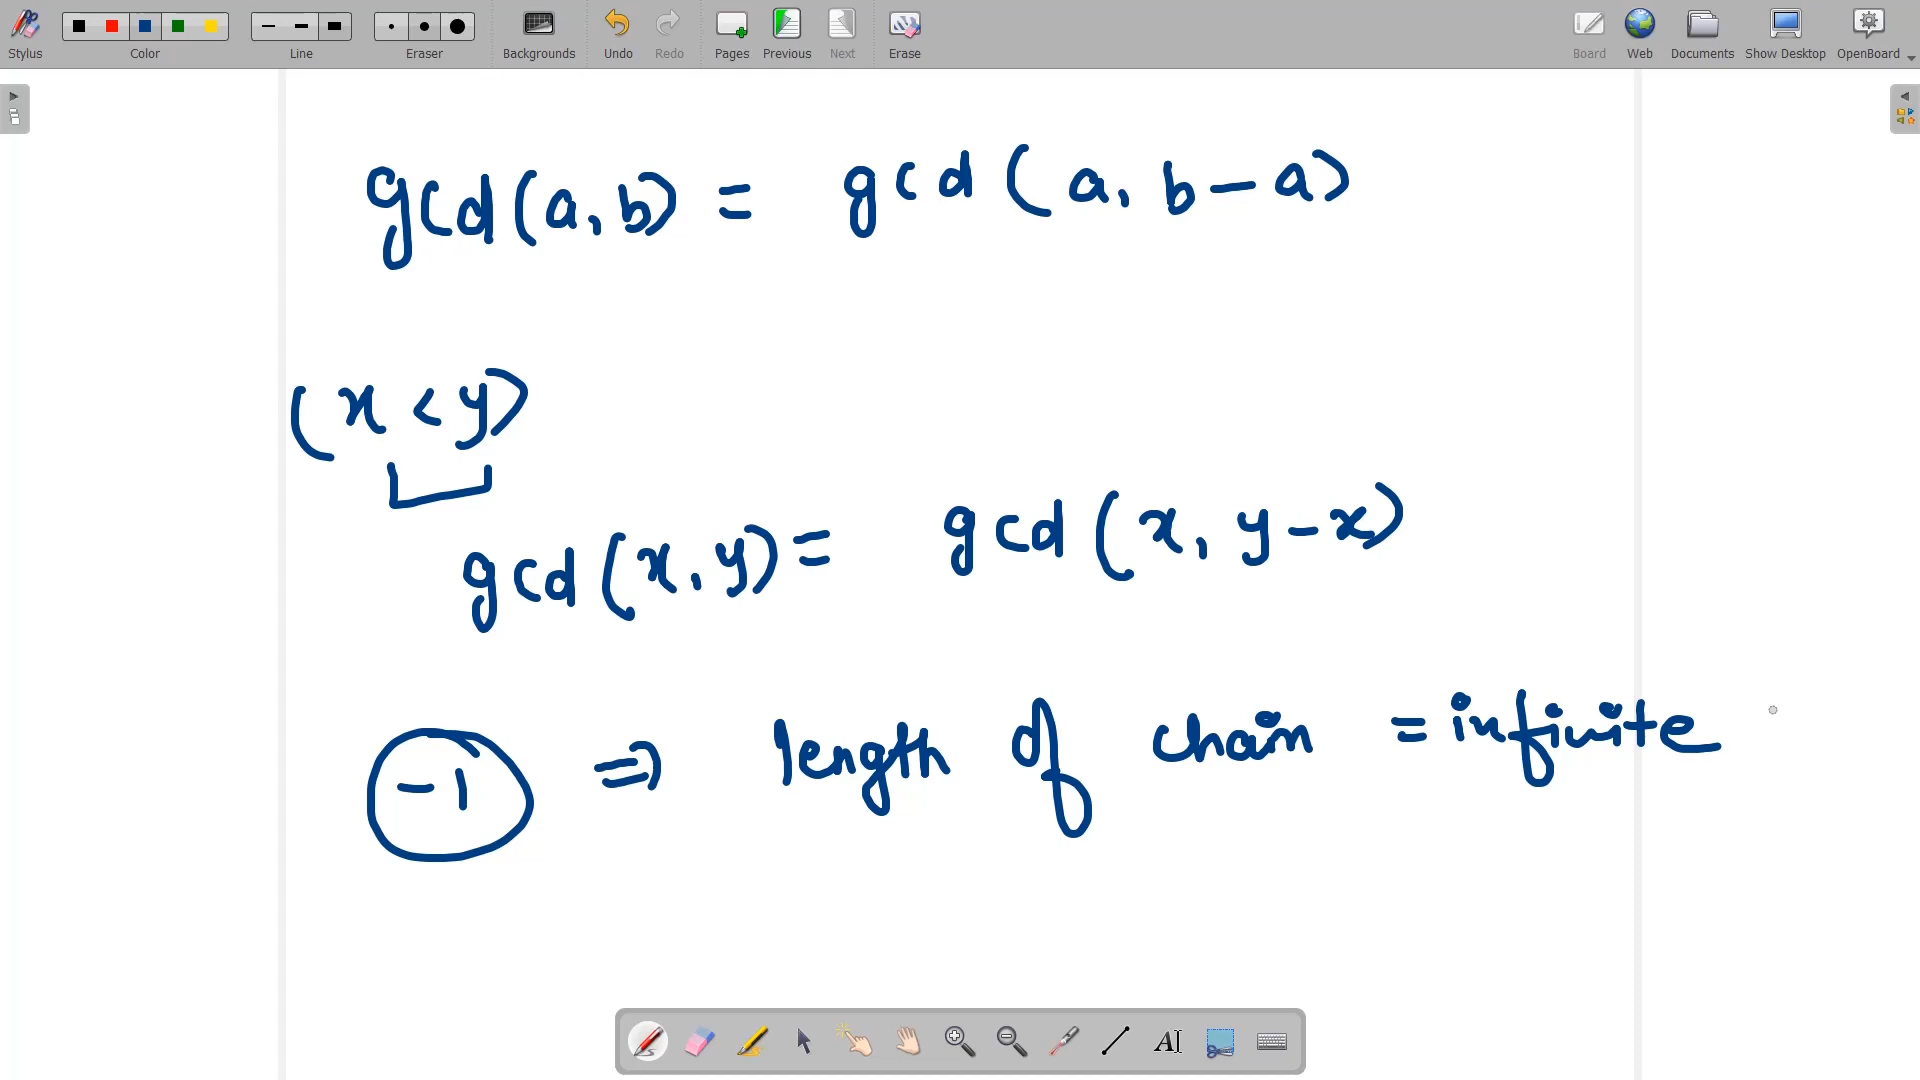 Stylus Color Line Eraser Backgrounds Undo Redo Pages Previous Next Erase Board Web Documents Show Desktop OpenBoard
gcd(a, b) = gcd(a, b-a)
(x < y)
gcd(x, y) = gcd(x, y-x)
-1 ⇒ length of chain = infinite
AI